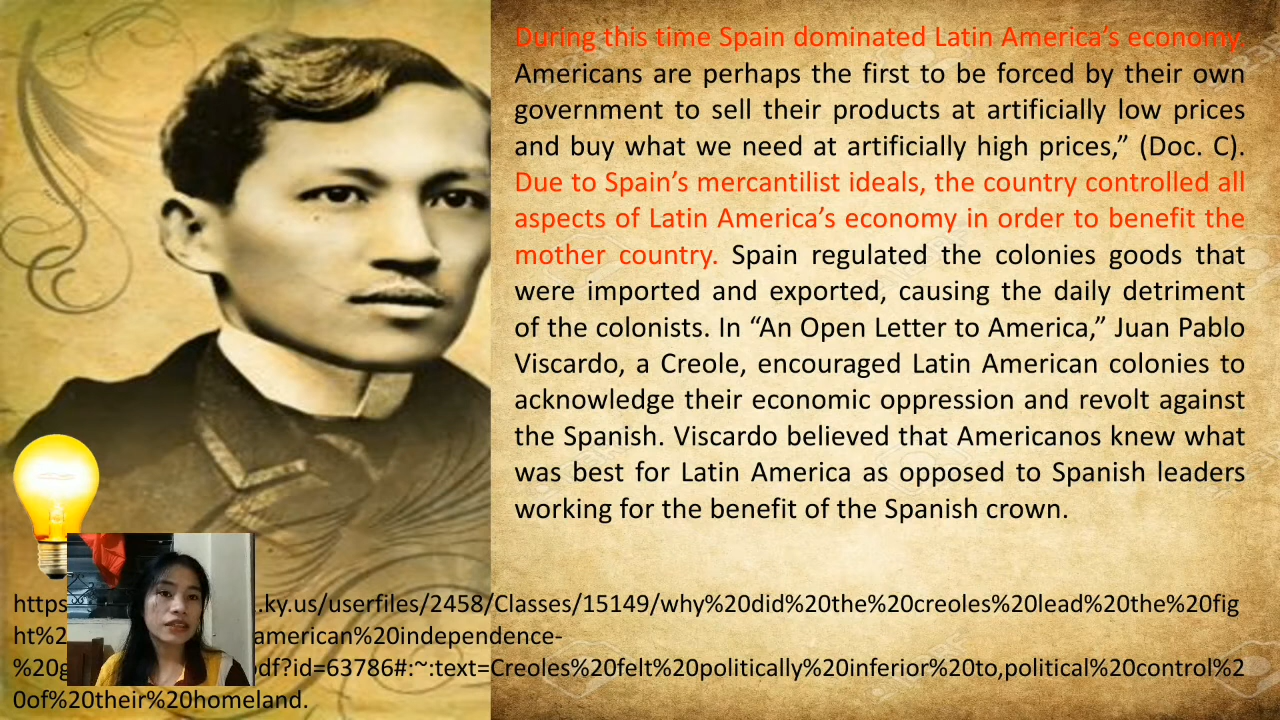 During this time Spain dominated Latin America’s economy.
Americans are perhaps the first to be forced by their own
government to sell their products at artificially low prices
and buy what we need at artificially high prices,” (Doc. C).
Due to Spain’s mercantilist ideals, the country controlled all
aspects of Latin America’s economy in order to benefit the
mother country. Spain regulated the colonies goods that
were imported and exported, causing the daily detriment
of the colonists. In “An Open Letter to America,” Juan Pablo
Viscardo, a Creole, encouraged Latin American colonies to
acknowledge their economic oppression and revolt against
the Spanish. Viscardo believed that Americanos knew what
was best for Latin America as opposed to Spanish leaders
working for the benefit of the Spanish crown.
https .ky.us/userfiles/2458/Classes/15149/why%20did%20the%20creoles%20lead%20the%20fig
ht%2 american%20independence-
%20g df?id=63786#:~:text=Creoles%20felt%20politically%20inferior%20to,political%20control%2
0of%20their%20homeland.